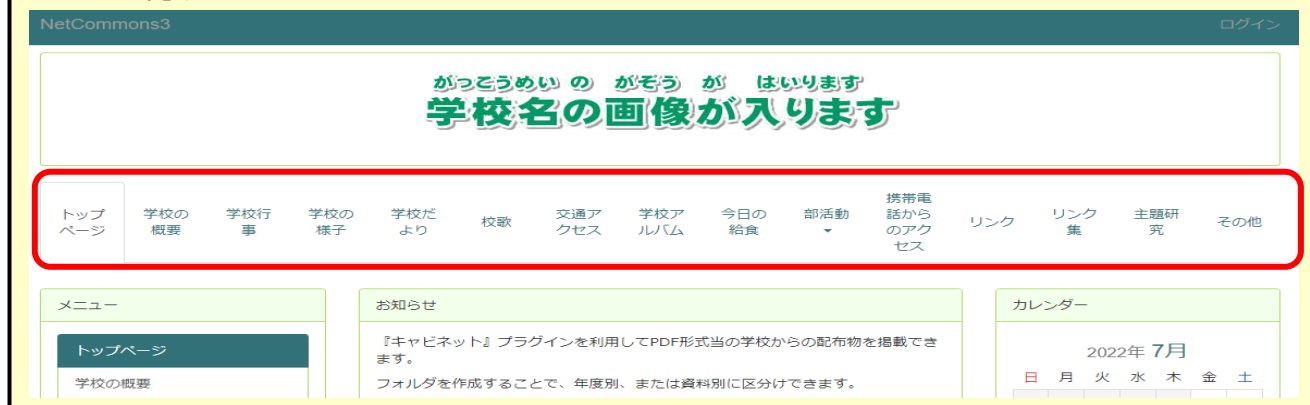 NetCommons3
ログイン
がっこうめい の がぞう が はいります
学校名の画像が入ります
トップ
ページ
学校の
概要
学校行
事
学校の
様子
学校だ
より
校歌
交通ア
クセス
学校ア
ルバム
今日の
給食
部活動
携帯電
話から
のアク
セス
リンク
リンク
集
主題研
究
その他
メニュー
トップページ
学校の概要
お知らせ
『キャビネット』プラグインを利用してPDF形式当の学校からの配布物を掲載でき
ます。
フォルダを作成することで、年度別、または資料別に区分けできます。
カレンダー
2022年 7月
日 月 火 水 木 金 土